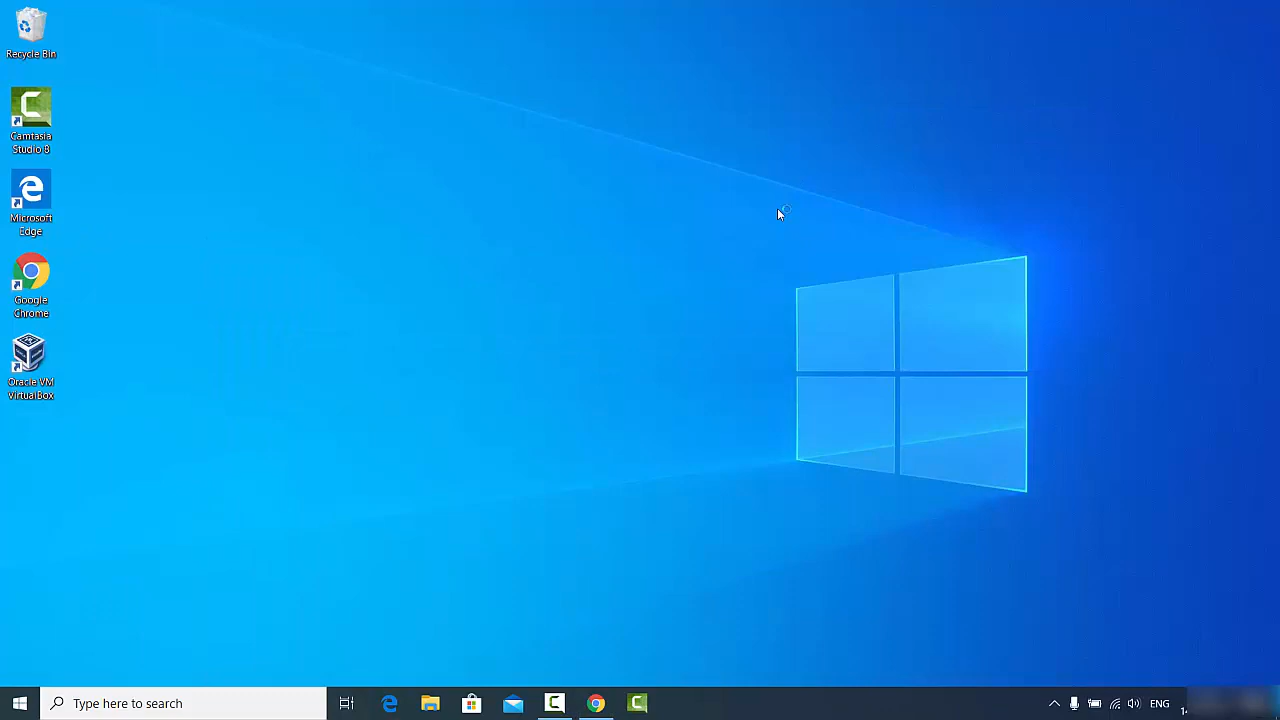 Recycle Bin
Camtasia
Studio 8
Microsoft
Edge
Google
Chrome
Oracle VM
VirtualBox
Type here to search
ENG